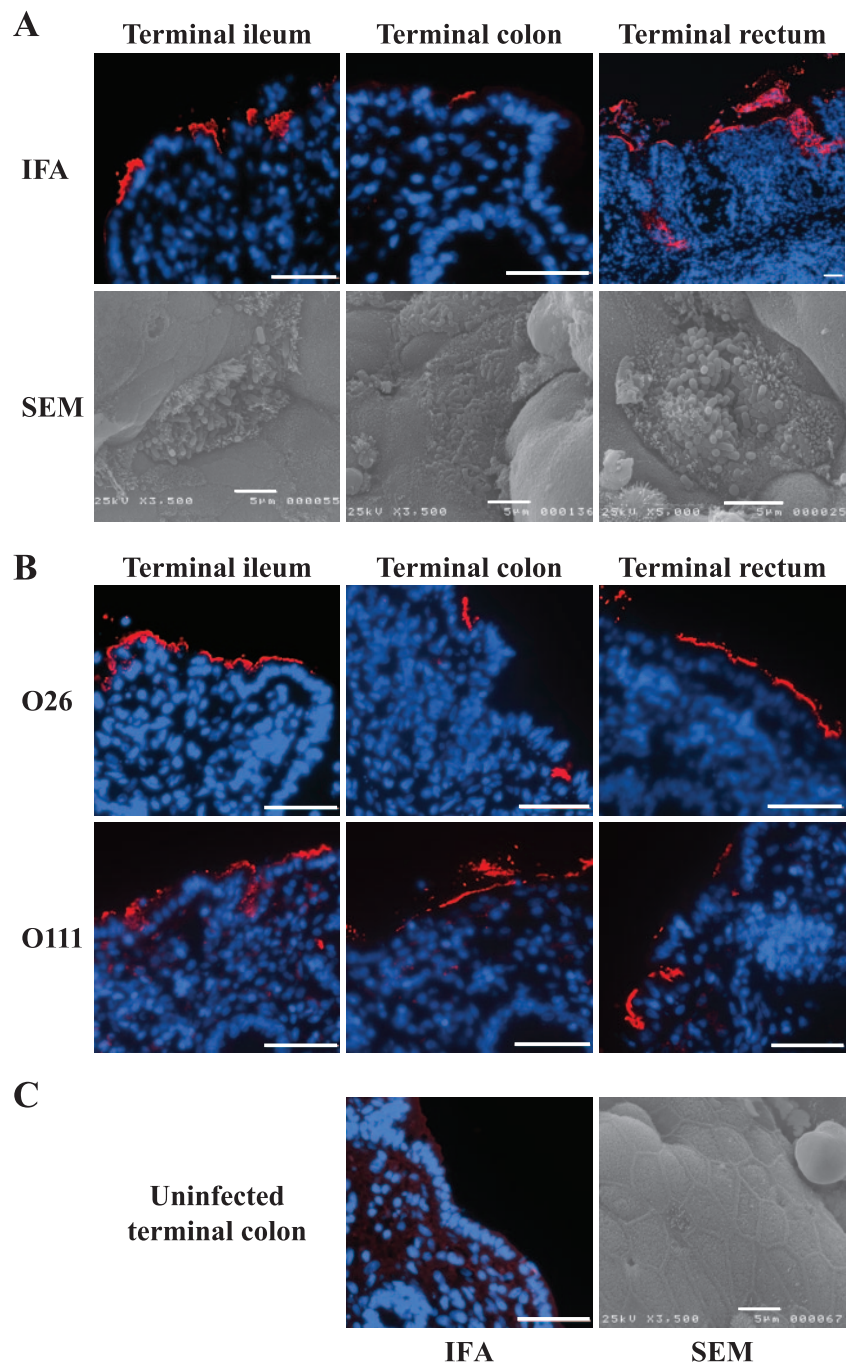 A
Terminal ileum Terminal colon Terminal rectum
IFA
SEM
25kV X3,500 5µm 000055
25kV X3,500 5µm 000136
25kV X5,000 5µm 000025
B
Terminal ileum Terminal colon Terminal rectum
O26
O111
C
Uninfected
terminal colon
25kV X3,500 5µm 000067
IFA SEM